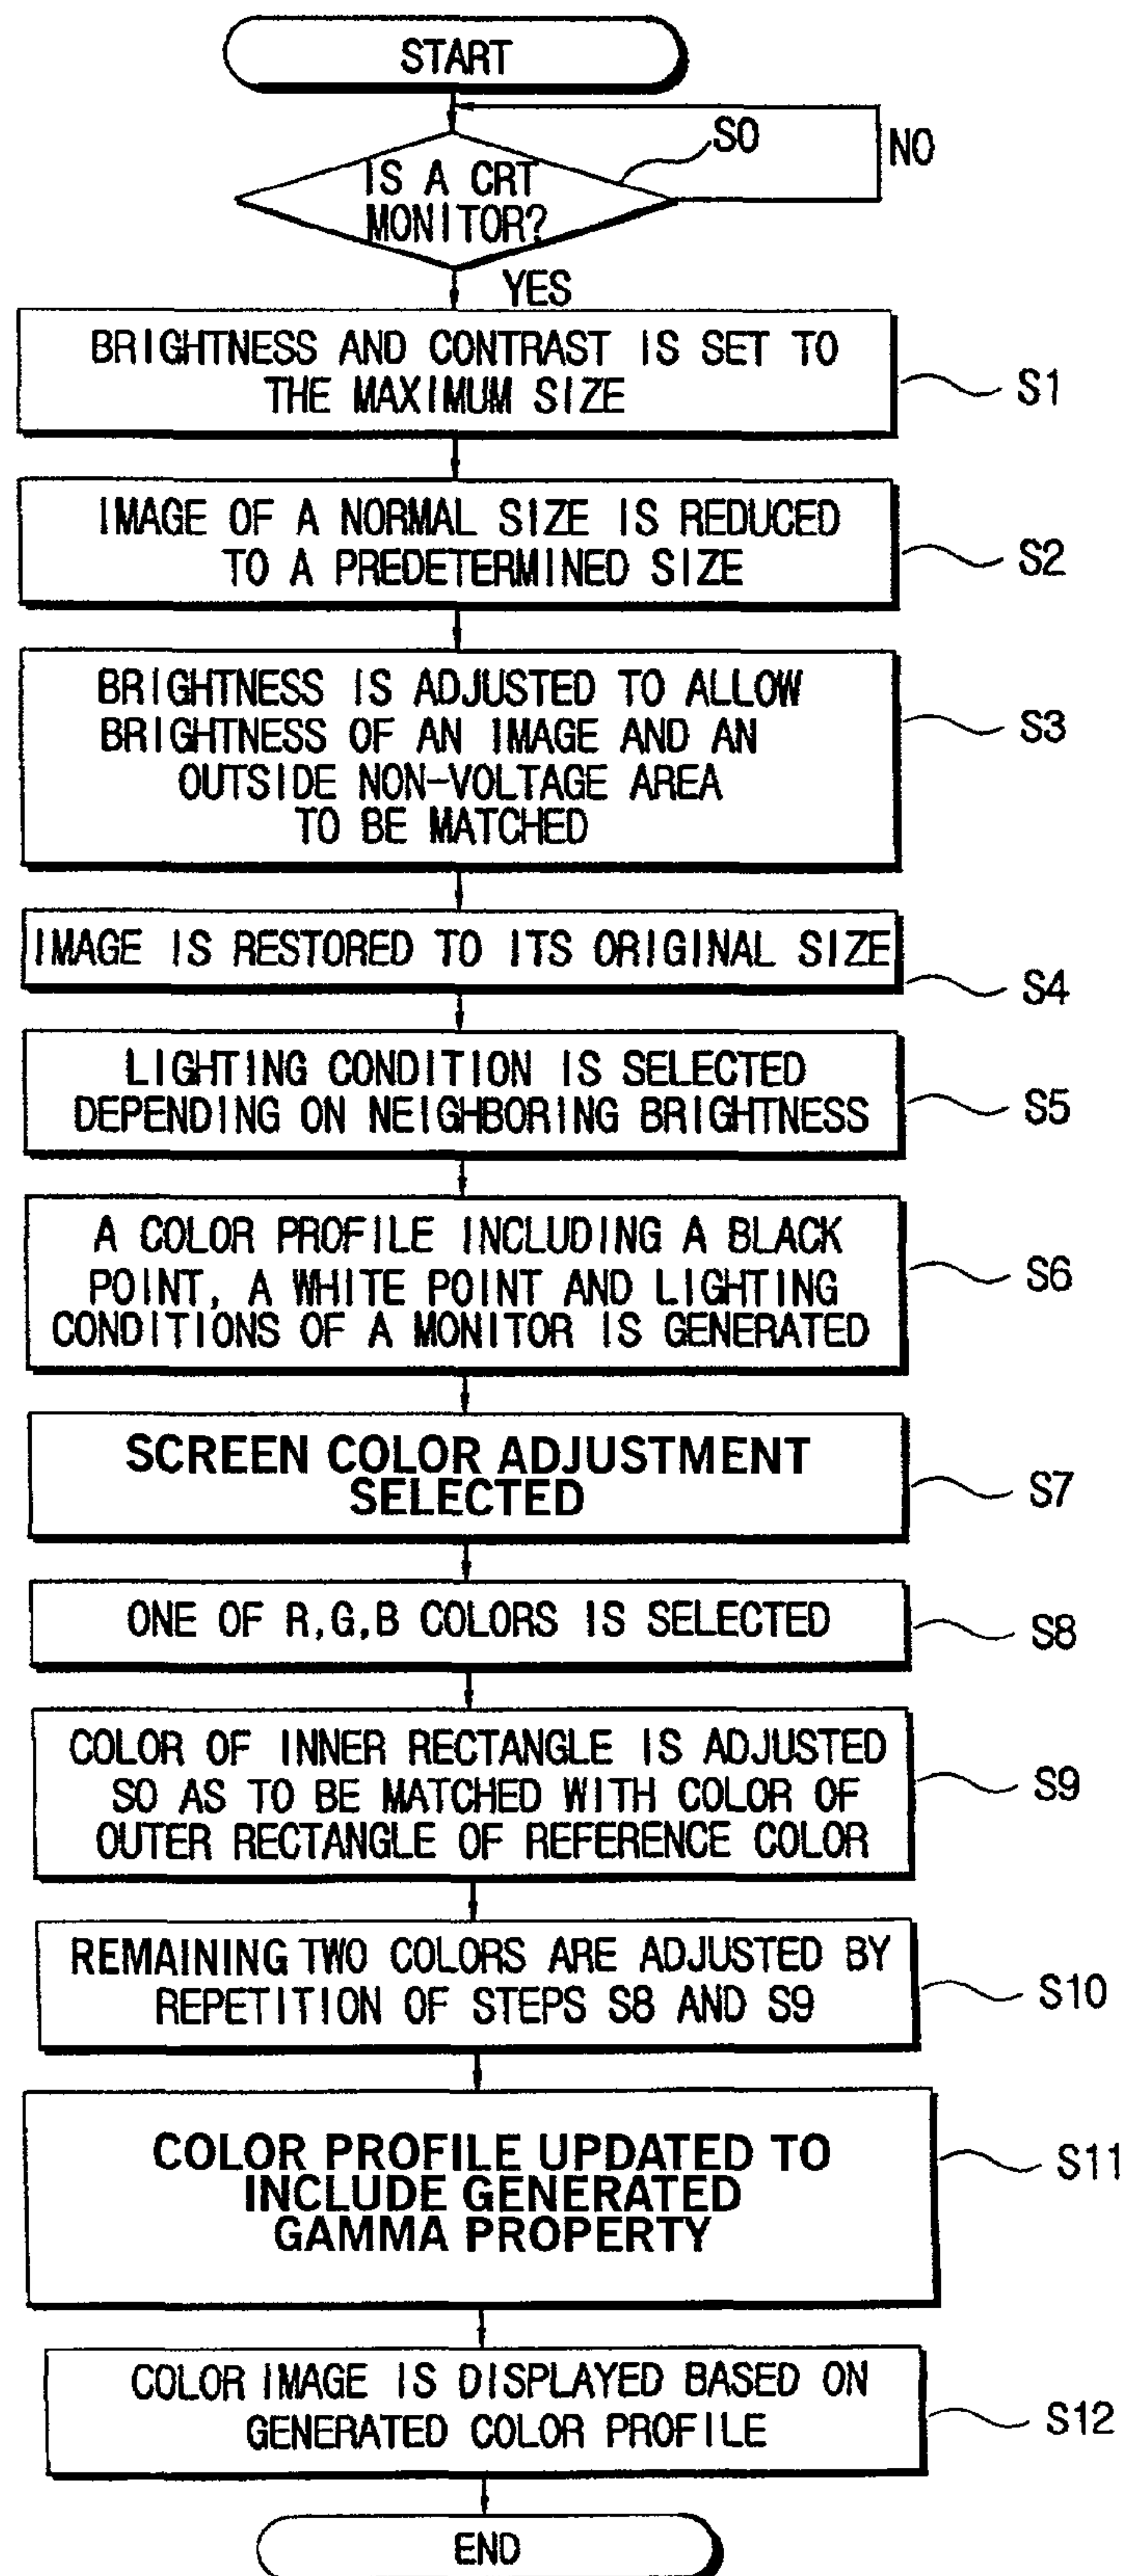 START
S0
NO
IS A CRT
MONITOR?
YES
BRIGHTNESS AND CONTRAST IS SET TO
THE MAXIMUM SIZE
S1
IMAGE OF A NORMAL SIZE IS REDUCED
TO A PREDETERMINED SIZE
S2
BRIGHTNESS IS ADJUSTED TO ALLOW
BRIGHTNESS OF AN IMAGE AND AN
OUTSIDE NON-VOLTAGE AREA
TO BE MATCHED
S3
IMAGE IS RESTORED TO ITS ORIGINAL SIZE
S4
LIGHTING CONDITION IS SELECTED
DEPENDING ON NEIGHBORING BRIGHTNESS
S5
A COLOR PROFILE INCLUDING A BLACK
POINT, A WHITE POINT AND LIGHTING
CONDITIONS OF A MONITOR IS GENERATED
S6
SCREEN COLOR ADJUSTMENT
SELECTED
S7
ONE OF R,G,B COLORS IS SELECTED
S8
COLOR OF INNER RECTANGLE IS ADJUSTED
SO AS TO BE MATCHED WITH COLOR OF
OUTER RECTANGLE OF REFERENCE COLOR
S9
REMAINING TWO COLORS ARE ADJUSTED BY
REPETITION OF STEPS S8 AND S9
S10
COLOR PROFILE UPDATED TO
INCLUDE GENERATED
GAMMA PROPERTY
S11
COLOR IMAGE IS DISPLAYED BASED ON
GENERATED COLOR PROFILE
S12
END